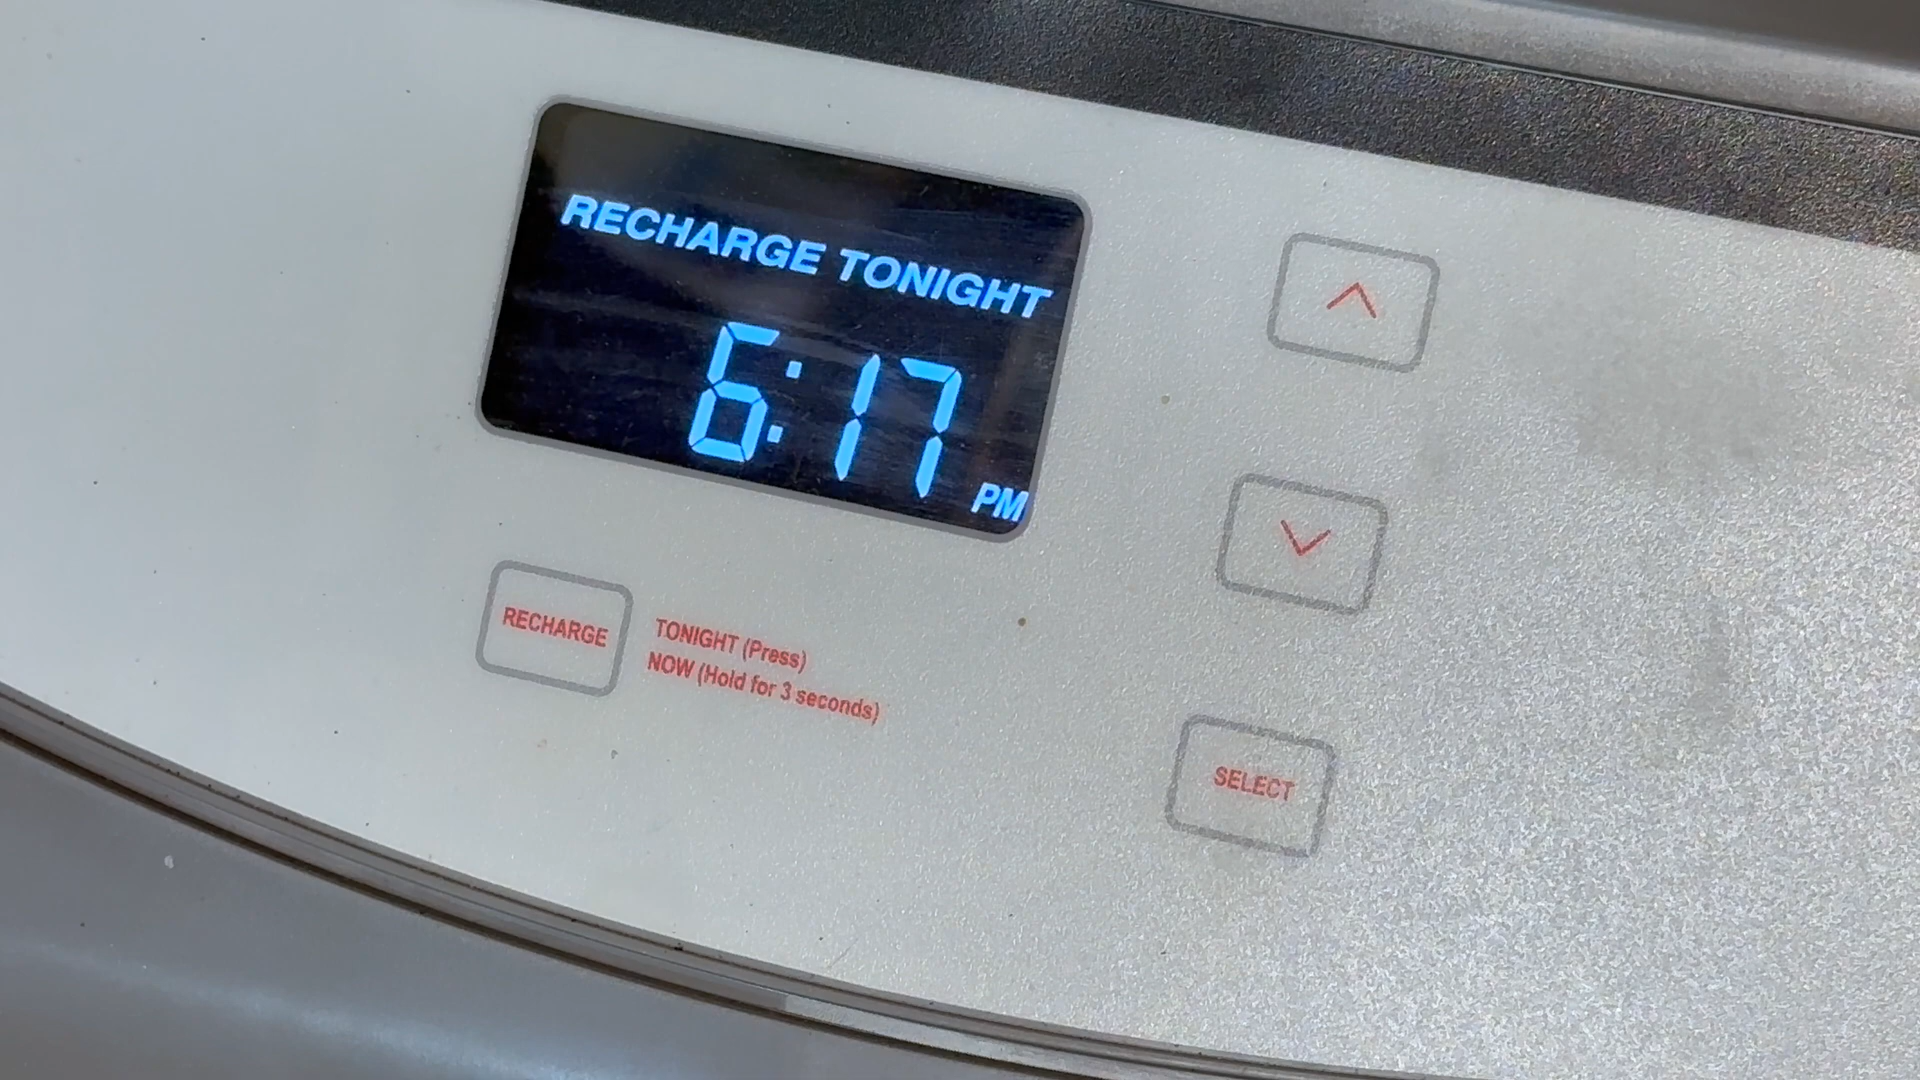 RECHARGE TONIGHT
6:17
PM
RECHARGE
TONIGHT (Press)
NOW (Hold for 3 seconds)
SELECT